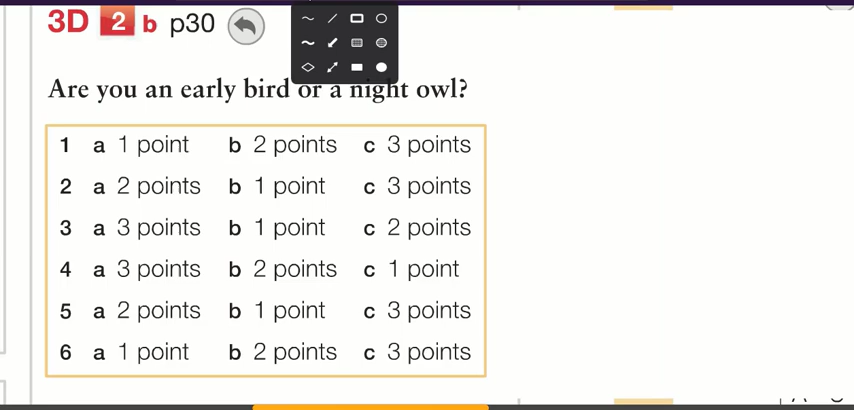 3D 2 b p30
Are you an early bird or a night owl?
1 a 1 point b 2 points c 3 points
2 a 2 points b 1 point c 3 points
3 a 3 points b 1 point c 2 points
4 a 3 points b 2 points c 1 point
5 a 2 points b 1 point c 3 points
6 a 1 point b 2 points c 3 points